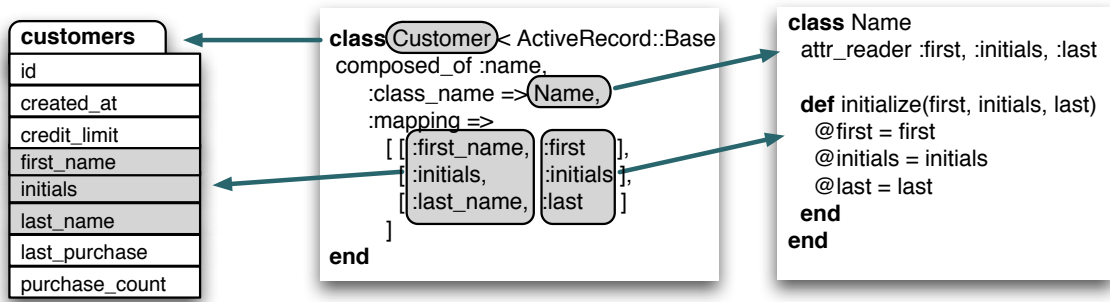 customers
id
created_at
credit_limit
first_name
initials
last_name
last_purchase
purchase_count
class Customer < ActiveRecord::Base
composed_of :name,
:class_name => Name,
:mapping =>
[ [ :first_name, :first ],
[ :initials, :initials ],
[ :last_name, :last ]
]
end
class Name
attr_reader :first, :initials, :last
def initialize(first, initials, last)
@first = first
@initials = initials
@last = last
end
end